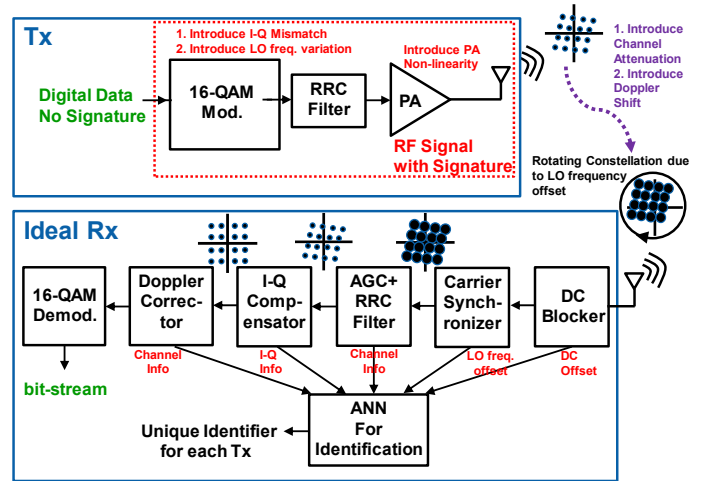 Tx
1. Introduce I-Q Mismatch
2. Introduce LO freq. variation
Introduce PA
Non-linearity
Digital Data
No Signature
16-QAM
Mod.
RRC
Filter
PA
RF Signal
with Signature
1. Introduce
Channel
Attenuation
2. Introduce
Doppler
Shift
Rotating Constellation due
to LO frequency
offset
Ideal Rx
16-QAM
Demod.
Doppler
Correc-
tor
I-Q
Comp-
ensator
AGC+
RRC
Filter
Carrier
Synch-
ronizer
DC
Blocker
Channel
Info
I-Q
Info
Channel
Info
LO freq.
offset
DC
Offset
bit-stream
ANN
For
Identification
Unique Identifier
for each Tx